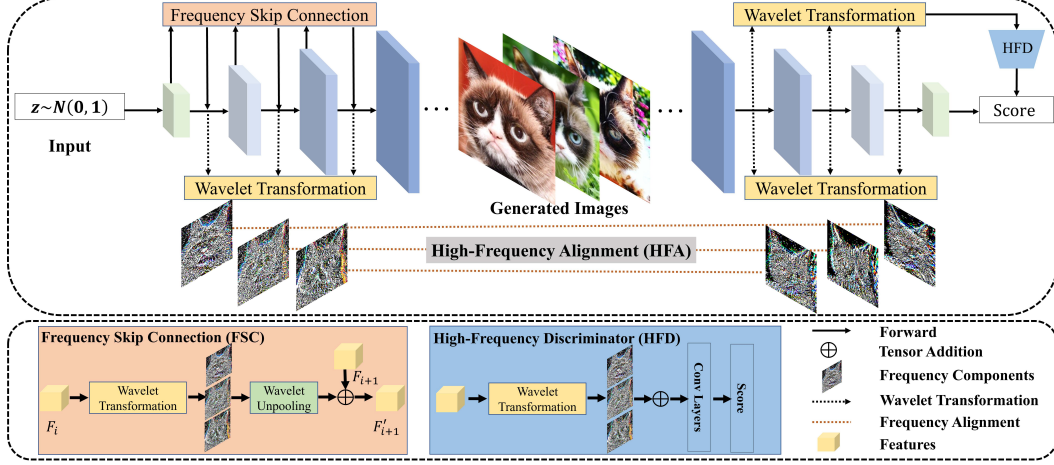 Frequency Skip Connection
Wavelet Transformation
HFD
z~N(0, 1)
Score
Input
Wavelet Transformation
Wavelet Transformation
Generated Images
High-Frequency Alignment (HFA)
Frequency Skip Connection (FSC)
F_i
Wavelet
Transformation
Wavelet
Unpooling
F_{i+1}
F'_{i+1}
High-Frequency Discriminator (HFD)
Wavelet
Transformation
Conv Layers
Score
Forward
Tensor Addition
Frequency Components
Wavelet Transformation
Frequency Alignment
Features